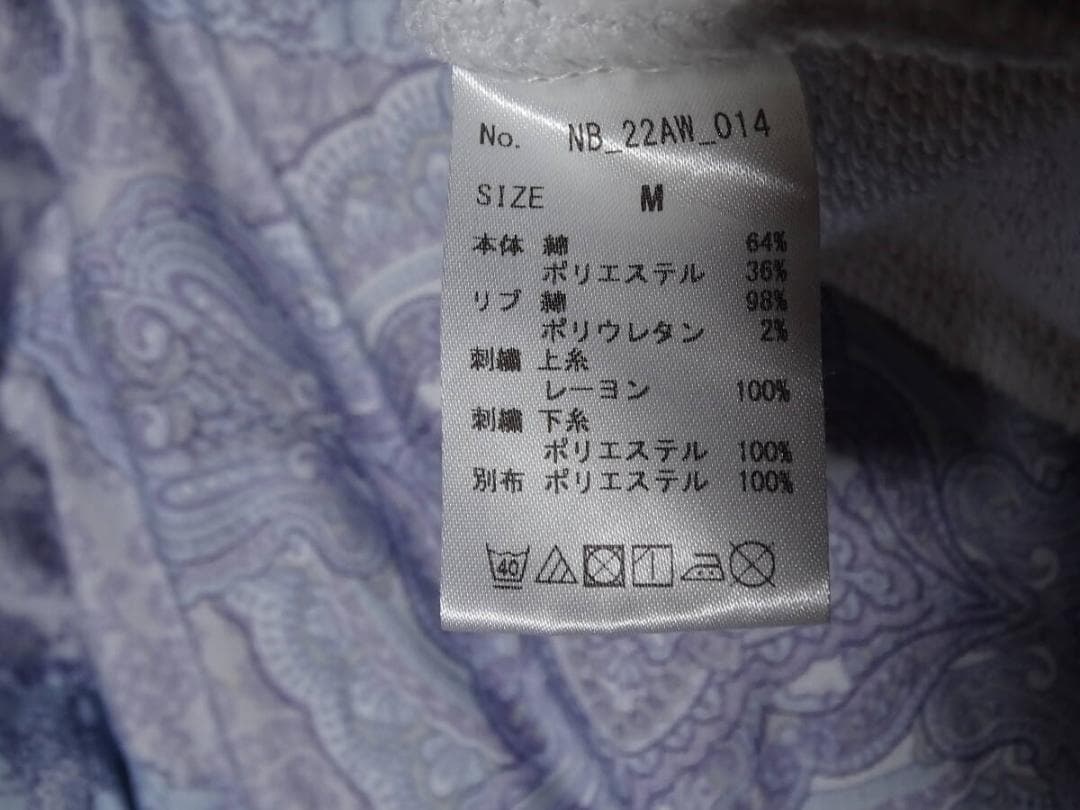 No. NB_22AW_014
SIZE M
本体 綿 64%
ポリエステル 36%
リブ 綿 98%
ポリウレタン 2%
刺繍 上糸
レーヨン 100%
刺繍 下糸
ポリエステル 100%
別布 ポリエステル 100%
40